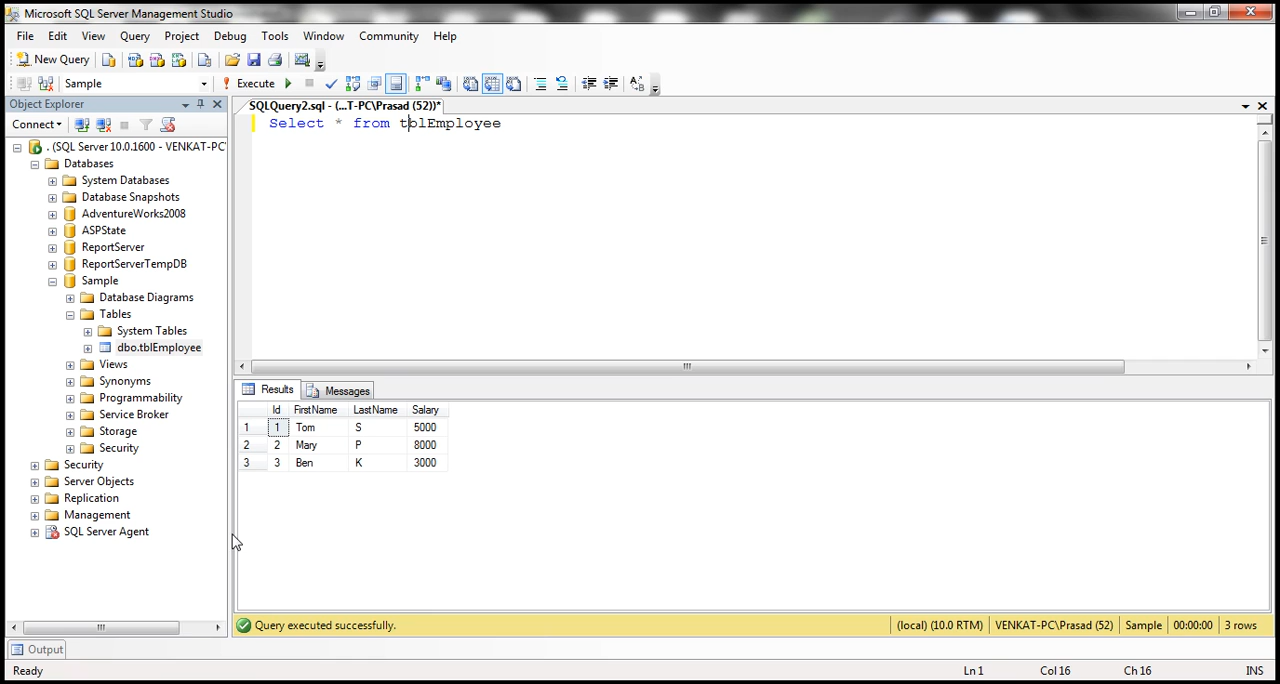 Microsoft SQL Server Management Studio
File Edit View Query Project Debug Tools Window Community Help
New Query
Sample Execute
Object Explorer
SQLQuery2.sql - (...T-PC\Prasad (52))*
Connect
Select * from tblEmployee
. (SQL Server 10.0.1600 - VENKAT-PC'
Databases
System Databases
Database Snapshots
AdventureWorks2008
ASPState
ReportServer
ReportServerTempDB
Sample
Database Diagrams
Tables
System Tables
dbo.tblEmployee
Views
Synonyms
Programmability
Service Broker
Storage
Security
Security
Server Objects
Replication
Management
SQL Server Agent
Results Messages
Id FirstName LastName Salary
1 1 Tom S 5000
2 2 Mary P 8000
3 3 Ben K 3000
Query executed successfully. (local) (10.0 RTM) VENKAT-PC\Prasad (52) Sample 00:00:00 3 rows
Output
Ready Ln 1 Col 16 Ch 16 INS